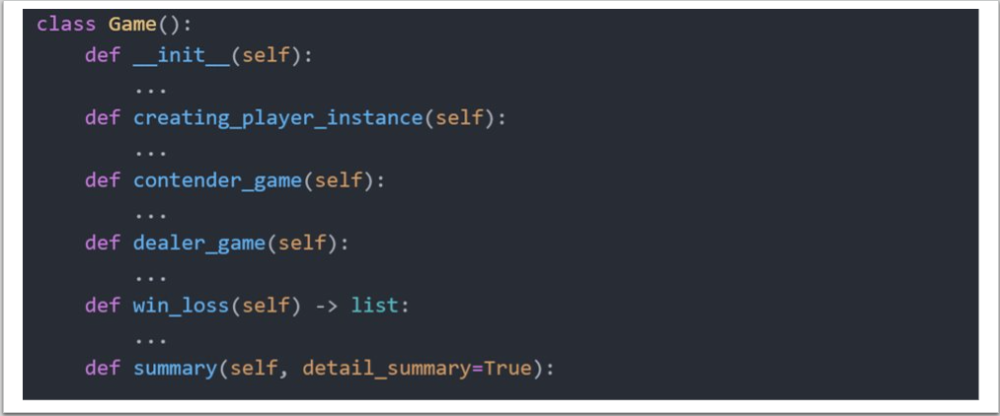 class Game():
    def __init__(self):
        ...
    def creating_player_instance(self):
        ...
    def contender_game(self):
        ...
    def dealer_game(self):
        ...
    def win_loss(self) -> list:
        ...
    def summary(self, detail_summary=True):